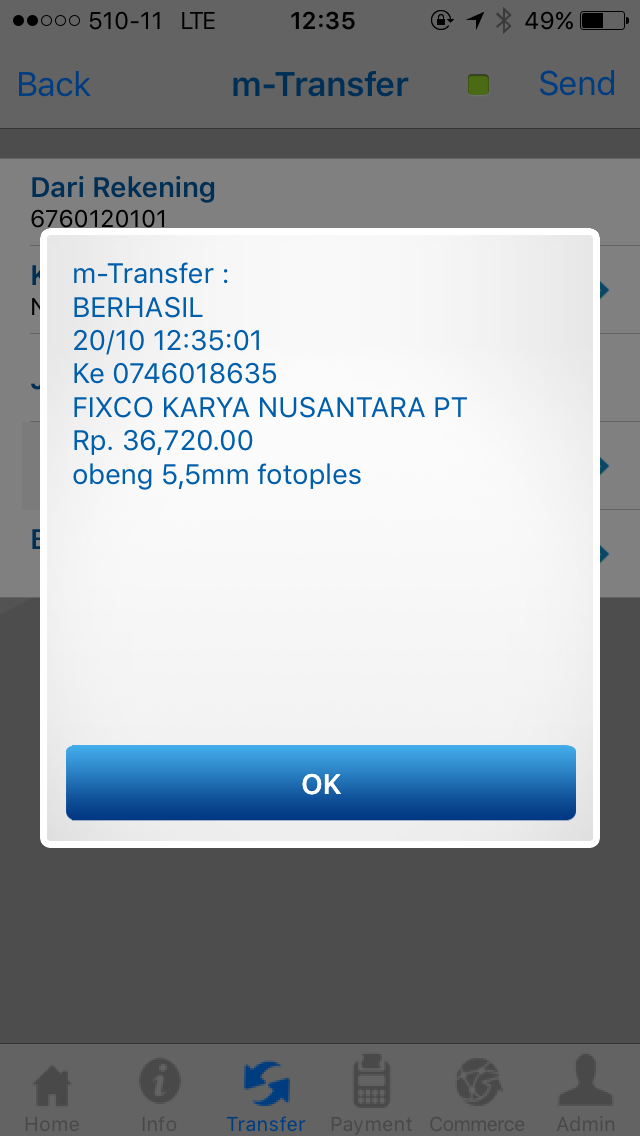 510-11 LTE 12:35 49%
Back m-Transfer Send
Dari Rekening
6760120101
m-Transfer :
BERHASIL
20/10 12:35:01
Ke 0746018635
FIXCO KARYA NUSANTARA PT
Rp. 36,720.00
obeng 5,5mm fotoples
OK
Home Info Transfer Payment Commerce Admin